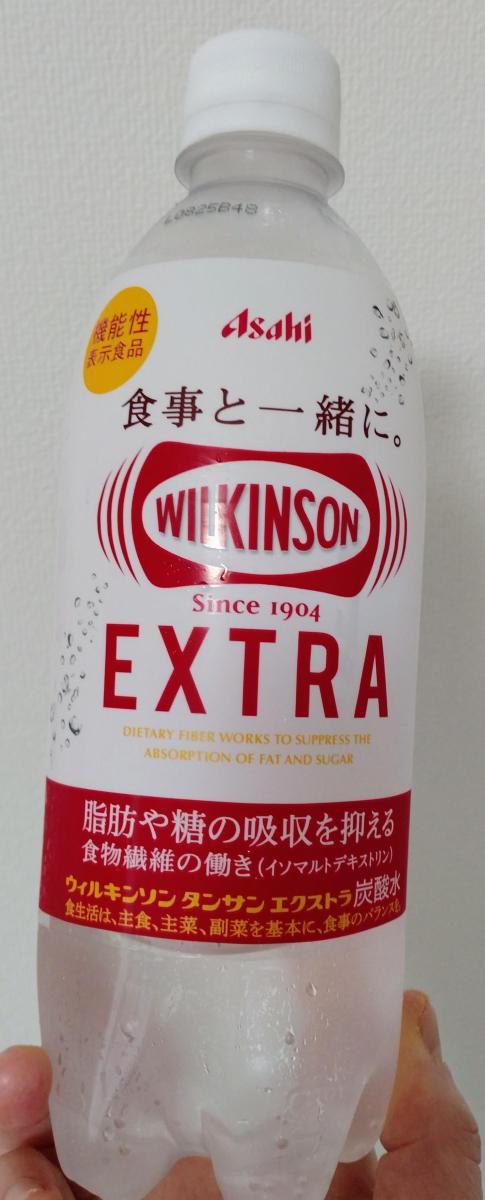 L0825B48
機能性
表示食品
Asahi
食事と一緒に。
WILKINSON
Since 1904
EXTRA
DIETARY FIBER WORKS TO SUPPRESS THE
ABSORPTION OF FAT AND SUGAR
脂肪や糖の吸収を抑える
食物繊維の働き(イソマルトデキストリン)
ウィルキンソン タンサン エクストラ 炭酸水
食生活は、主食、主菜、副菜を基本に、食事のバランスを